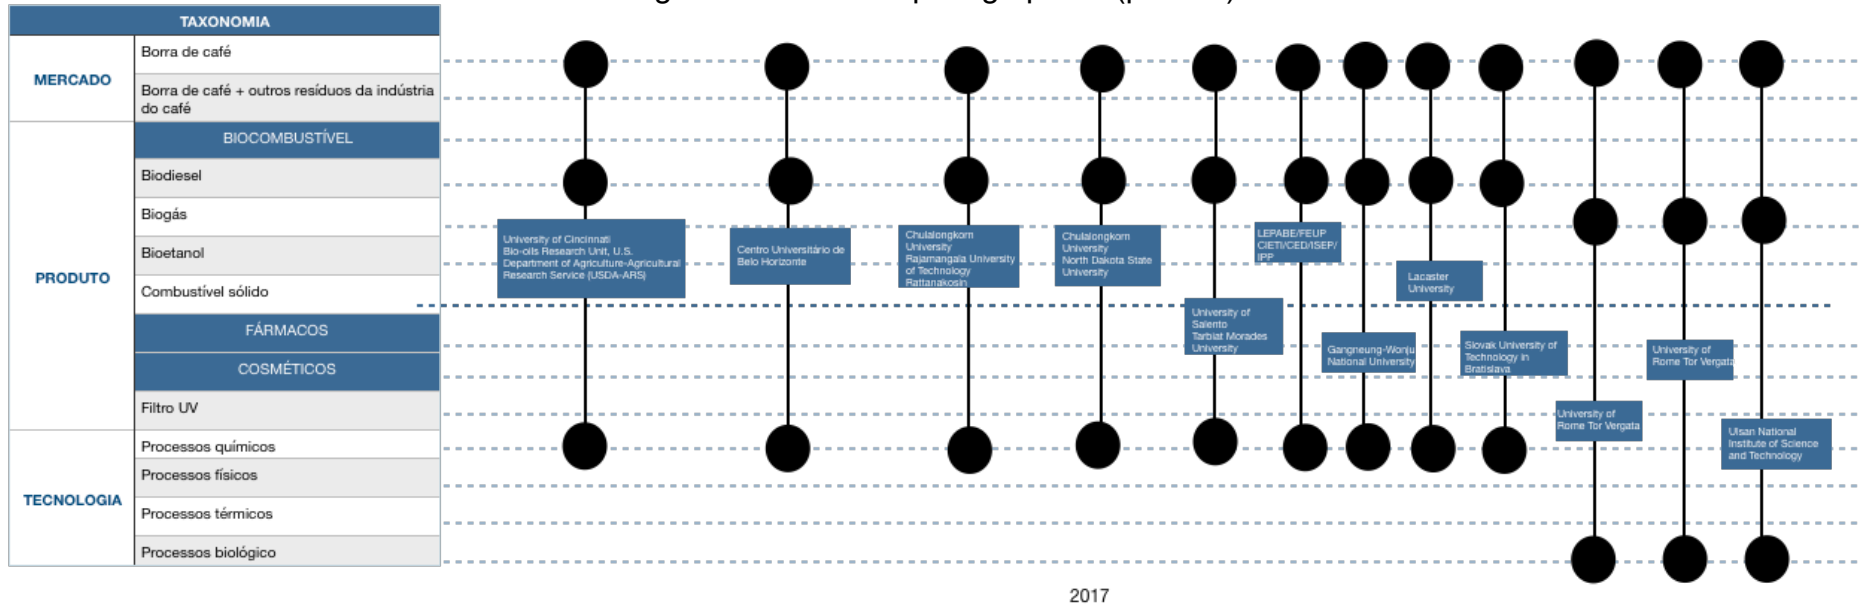 TAXONOMIA
MERCADO
Borra de café
Borra de café + outros resíduos da indústria
do café
PRODUTO
BIOCOMBUSTÍVEL
Biodiesel
Biogás
Bioetanol
Combustível sólido
FÁRMACOS
COSMÉTICOS
Filtro UV
TECNOLOGIA
Processos químicos
Processos físicos
Processos térmicos
Processos biológico
University of Cincinnati
Bio-oils Research Unit, U.S.
Department of Agriculture-Agricultural
Research Service (USDA-ARS)
Centro Universitário de
Belo Horizonte
Chulalongkorn
University
Rajamangala University
of Technology
Rattanakosin
Chulalongkorn
University
North Dakota State
University
University of
Salento
Tarbiat Morades
University
LEPABE/FEUP
CIETI/CED/ISEP/
IPP
Gangneung-Wonju
National University
Lacaster
University
Slovak University of
Technology in
Bratislava
University of
Rome Tor Vergata
University of
Rome Tor Vergata
Ulsan National
Institute of Science
and Technology
2017